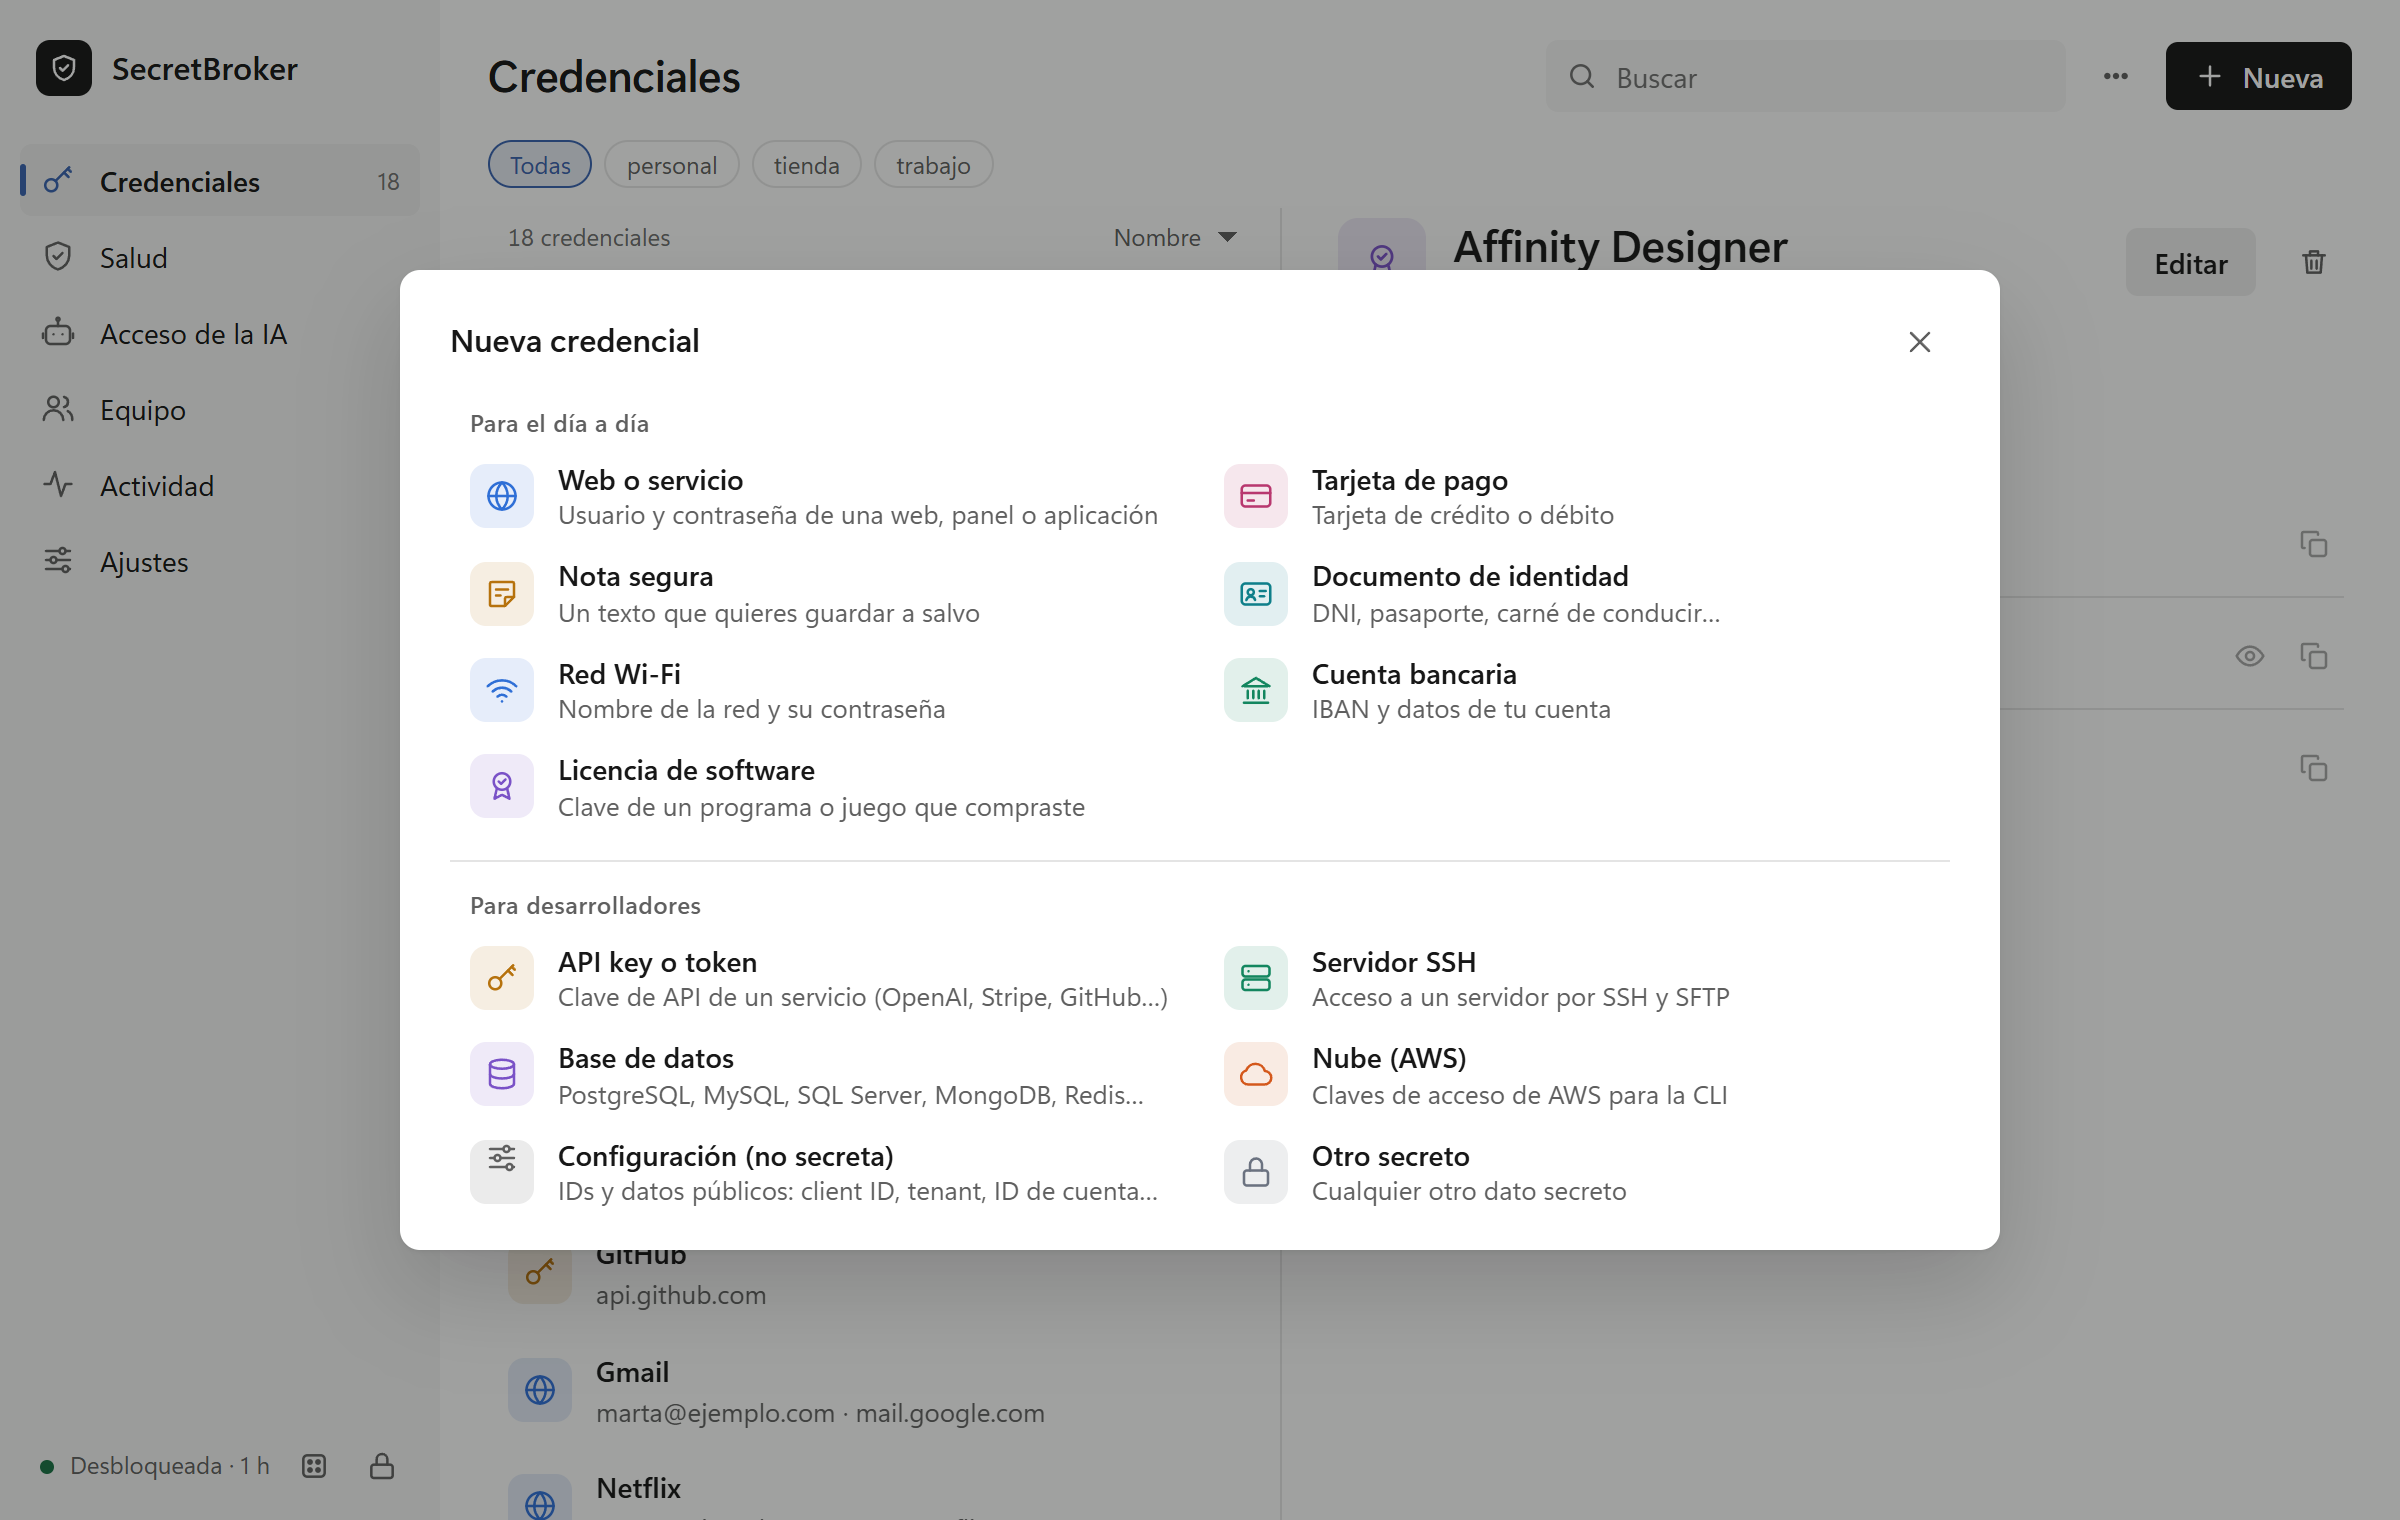 SecretBroker
Credenciales 18
Salud
Acceso de la IA
Equipo
Actividad
Ajustes
Desbloqueada · 1 h
Credenciales
Buscar
Nueva
Todas
personal
tienda
trabajo
18 credenciales
Nombre
Affinity Designer
Editar
Nueva credencial
Para el día a día
Web o servicio
Usuario y contraseña de una web, panel o aplicación
Tarjeta de pago
Tarjeta de crédito o débito
Nota segura
Un texto que quieres guardar a salvo
Documento de identidad
DNI, pasaporte, carné de conducir...
Red Wi-Fi
Nombre de la red y su contraseña
Cuenta bancaria
IBAN y datos de tu cuenta
Licencia de software
Clave de un programa o juego que compraste
Para desarrolladores
API key o token
Clave de API de un servicio (OpenAI, Stripe, GitHub...)
Servidor SSH
Acceso a un servidor por SSH y SFTP
Base de datos
PostgreSQL, MySQL, SQL Server, MongoDB, Redis...
Nube (AWS)
Claves de acceso de AWS para la CLI
Configuración (no secreta)
IDs y datos públicos: client ID, tenant, ID de cuenta...
Otro secreto
Cualquier otro dato secreto
GitHub
api.github.com
Gmail
marta@ejemplo.com · mail.google.com
Netflix